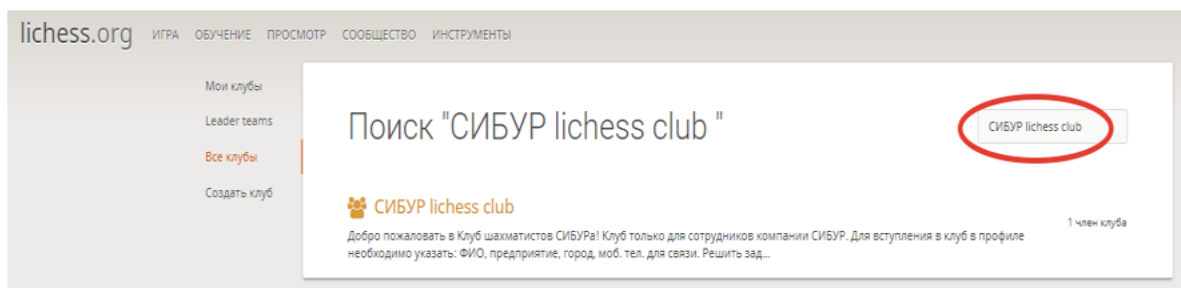 lichess.org ИГРА ОБУЧЕНИЕ ПРОСМОТР СООБЩЕСТВО ИНСТРУМЕНТЫ
Мои клубы
Leader teams
Все клубы
Создать клуб
Поиск "СИБУР lichess club "
СИБУР lichess club
СИБУР lichess club
1 член клуба
Добро пожаловать в Клуб шахматистов СИБУРа! Клуб только для сотрудников компании СИБУР. Для вступления в клуб в профиле
необходимо указать: ФИО, предприятие, город, моб. тел. для связи. Решить зад...